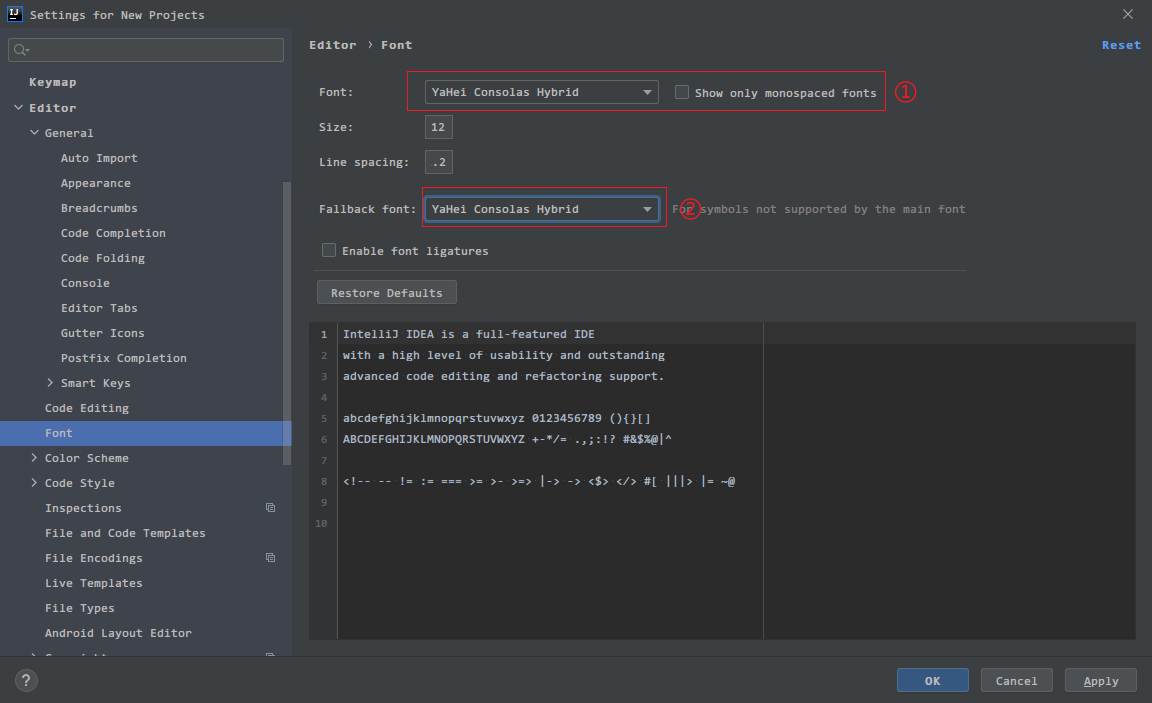 IJ Settings for New Projects
Keymap
Editor
General
Auto Import
Appearance
Breadcrumbs
Code Completion
Code Folding
Console
Editor Tabs
Gutter Icons
Postfix Completion
Smart Keys
Code Editing
Font
Color Scheme
Code Style
Inspections
File and Code Templates
File Encodings
Live Templates
File Types
Android Layout Editor
Editor › Font
Reset
Font: YaHei Consolas Hybrid Show only monospaced fonts ①
Size: 12
Line spacing: .2
Fallback font: YaHei Consolas Hybrid ② For symbols not supported by the main font
Enable font ligatures
Restore Defaults
1 IntelliJ IDEA is a full-featured IDE
2 with a high level of usability and outstanding
3 advanced code editing and refactoring support.
4
5 abcdefghijklmnopqrstuvwxyz 0123456789 (){}[]
6 ABCDEFGHIJKLMNOPQRSTUVWXYZ +-*/= .,;:!? #&$%@|^
7
8 <!-- -- != := === >= >- >=> |-> -> <$> </> #[ |||> |= ~@
9
10
? OK Cancel Apply